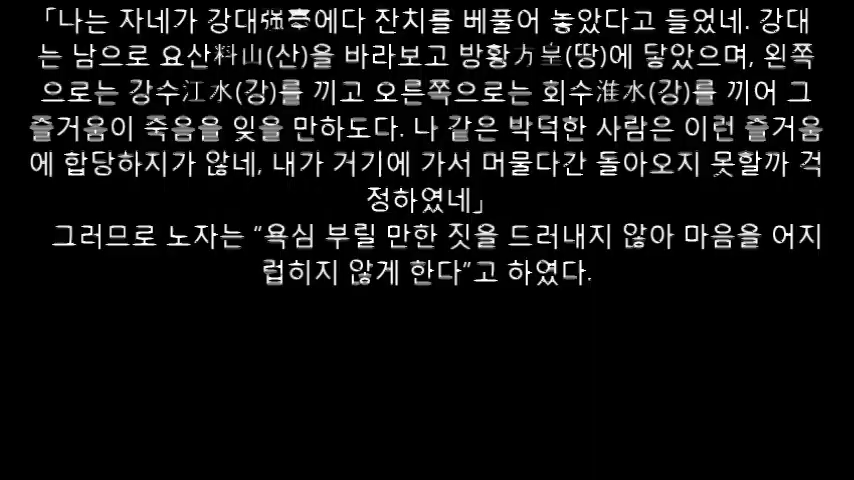 「나는 자네가 강대强臺에다 잔치를 베풀어 놓았다고 들었네. 강대
는 남으로 요산料山(산)을 바라보고 방황方皇(땅)에 닿았으며, 왼쪽
으로는 강수江水(강)를 끼고 오른쪽으로는 회수淮水(강)를 끼어 그
즐거움이 죽음을 잊을 만하도다. 나 같은 박덕한 사람은 이런 즐거움
에 합당하지가 않네, 내가 거기에 가서 머물다간 돌아오지 못할까 걱
정하였네」
그러므로 노자는 “욕심 부릴 만한 짓을 드러내지 않아 마음을 어지
럽히지 않게 한다”고 하였다.